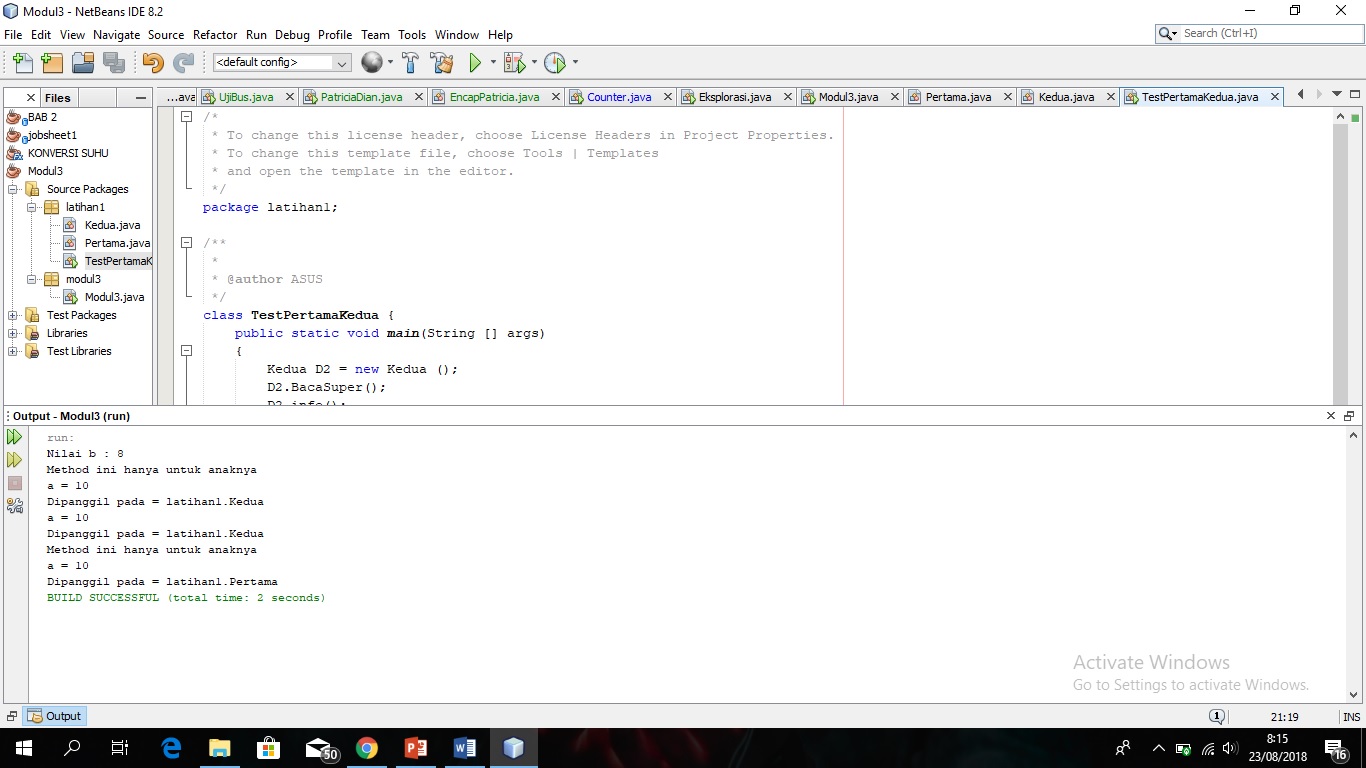 Modul3 - NetBeans IDE 8.2
File Edit View Navigate Source Refactor Run Debug Profile Team Tools Window Help
Search (Ctrl+I)
<default config>
Files
...ava UjiBus.java PatriciaDian.java EncapPatricia.java Counter.java Eksplorasi.java Modul3.java Pertama.java Kedua.java TestPertamaKedua.java
BAB 2
jobsheet1
KONVERSI SUHU
Modul3
Source Packages
latihan1
Kedua.java
Pertama.java
TestPertamaK
modul3
Modul3.java
Test Packages
Libraries
Test Libraries
/*
* To change this license header, choose License Headers in Project Properties.
* To change this template file, choose Tools | Templates
* and open the template in the editor.
*/
package latihan1;
/**
*
* @author ASUS
*/
class TestPertamaKedua {
public static void main(String [] args)
{
Kedua D2 = new Kedua ();
D2.BacaSuper();
D2.info();
Output - Modul3 (run)
run:
Nilai b : 8
Method ini hanya untuk anaknya
a = 10
Dipanggil pada = latihan1.Kedua
a = 10
Dipanggil pada = latihan1.Kedua
Method ini hanya untuk anaknya
a = 10
Dipanggil pada = latihan1.Pertama
BUILD SUCCESSFUL (total time: 2 seconds)
Activate Windows
Go to Settings to activate Windows.
Output
1
21:19
INS
50
8:15
23/08/2018
16